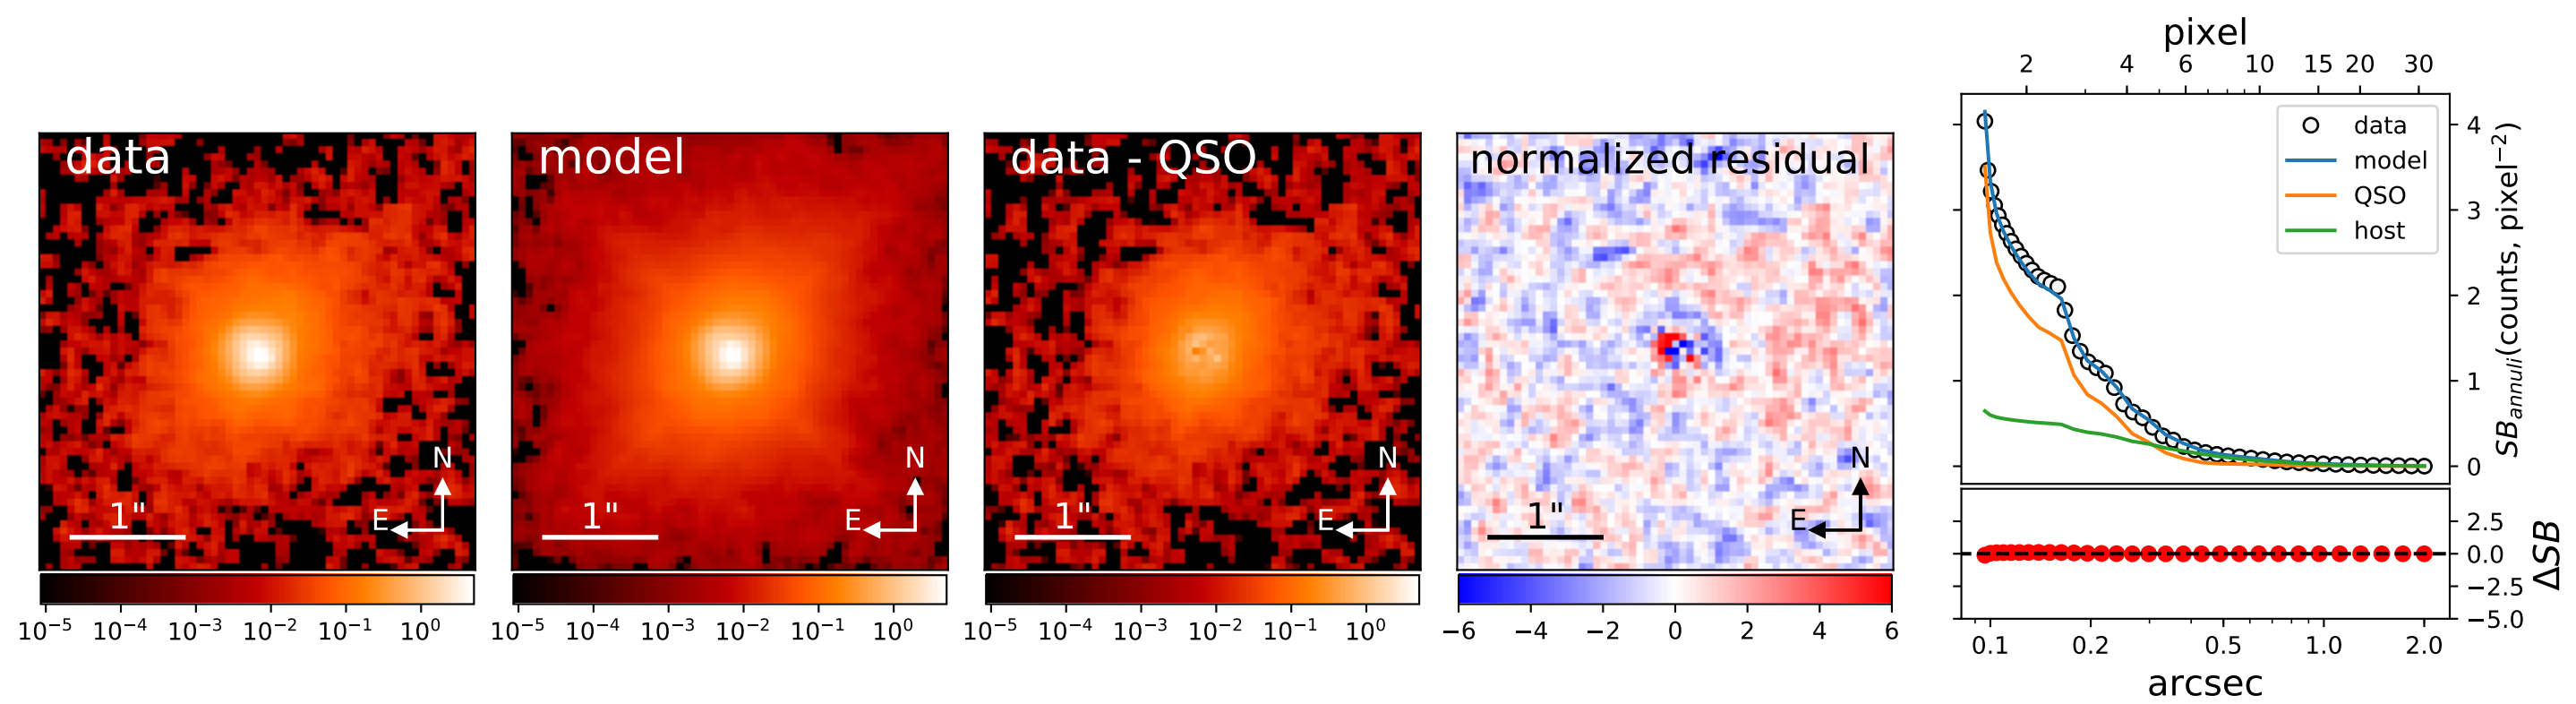 data
N
E
1"
10⁻⁵ 10⁻⁴ 10⁻³ 10⁻² 10⁻¹ 10⁰
model
N
E
1"
10⁻⁵ 10⁻⁴ 10⁻³ 10⁻² 10⁻¹ 10⁰
data - QSO
N
E
1"
10⁻⁵ 10⁻⁴ 10⁻³ 10⁻² 10⁻¹ 10⁰
normalized residual
N
E
1"
−6 −4 −2 0 2 4 6
pixel
2 4 6 10 15 20 30
data
model
QSO
host
4
3
2
1
0
SB_annuli(counts, pixel⁻²)
2.5
0.0
−2.5
−5.0
ΔSB
0.1 0.2 0.5 1.0 2.0
arcsec